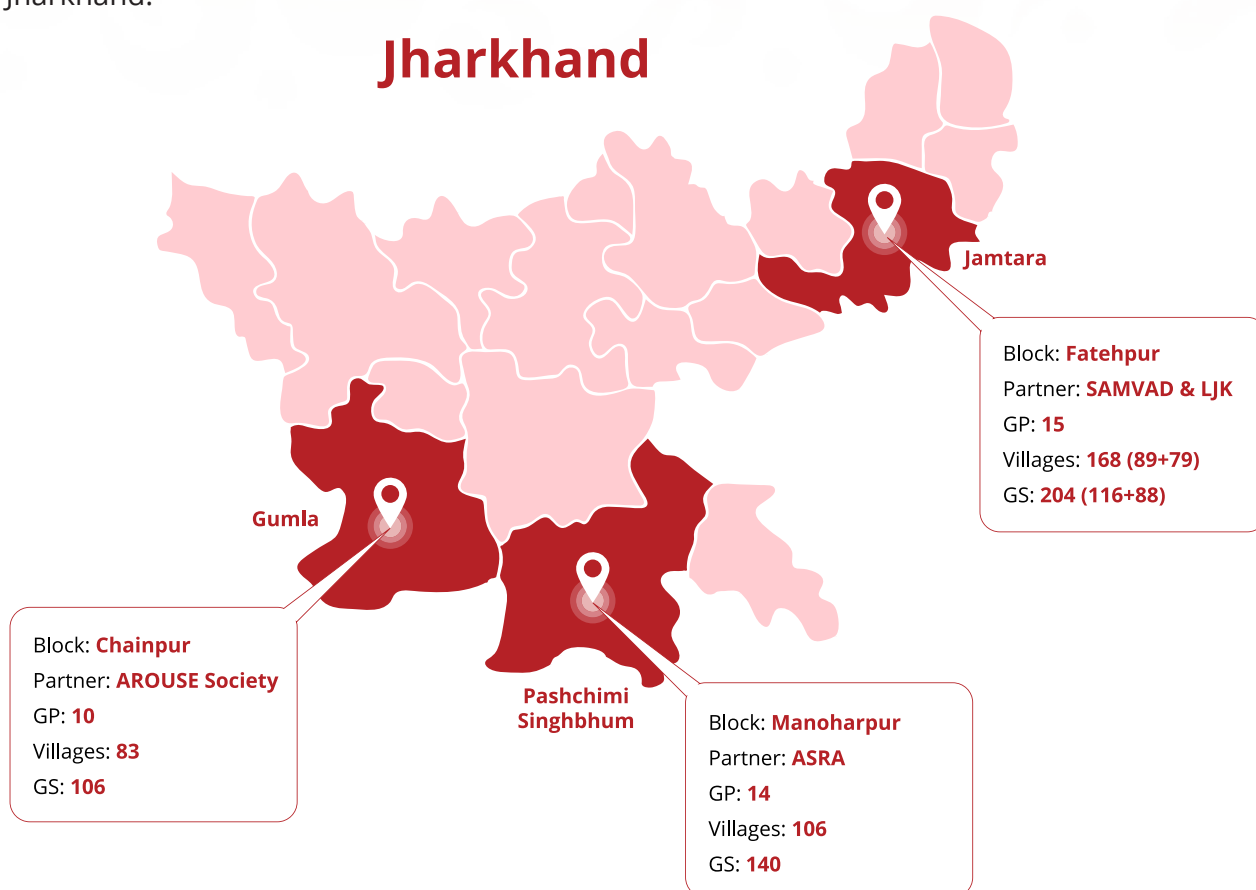 Jharkhand.
Jharkhand
Jamtara
Block: Fatehpur
Partner: SAMVAD & LJK
GP: 15
Villages: 168 (89+79)
GS: 204 (116+88)
Gumla
Block: Chainpur
Partner: AROUSE Society
GP: 10
Villages: 83
GS: 106
Pashchimi
Singhbhum
Block: Manoharpur
Partner: ASRA
GP: 14
Villages: 106
GS: 140